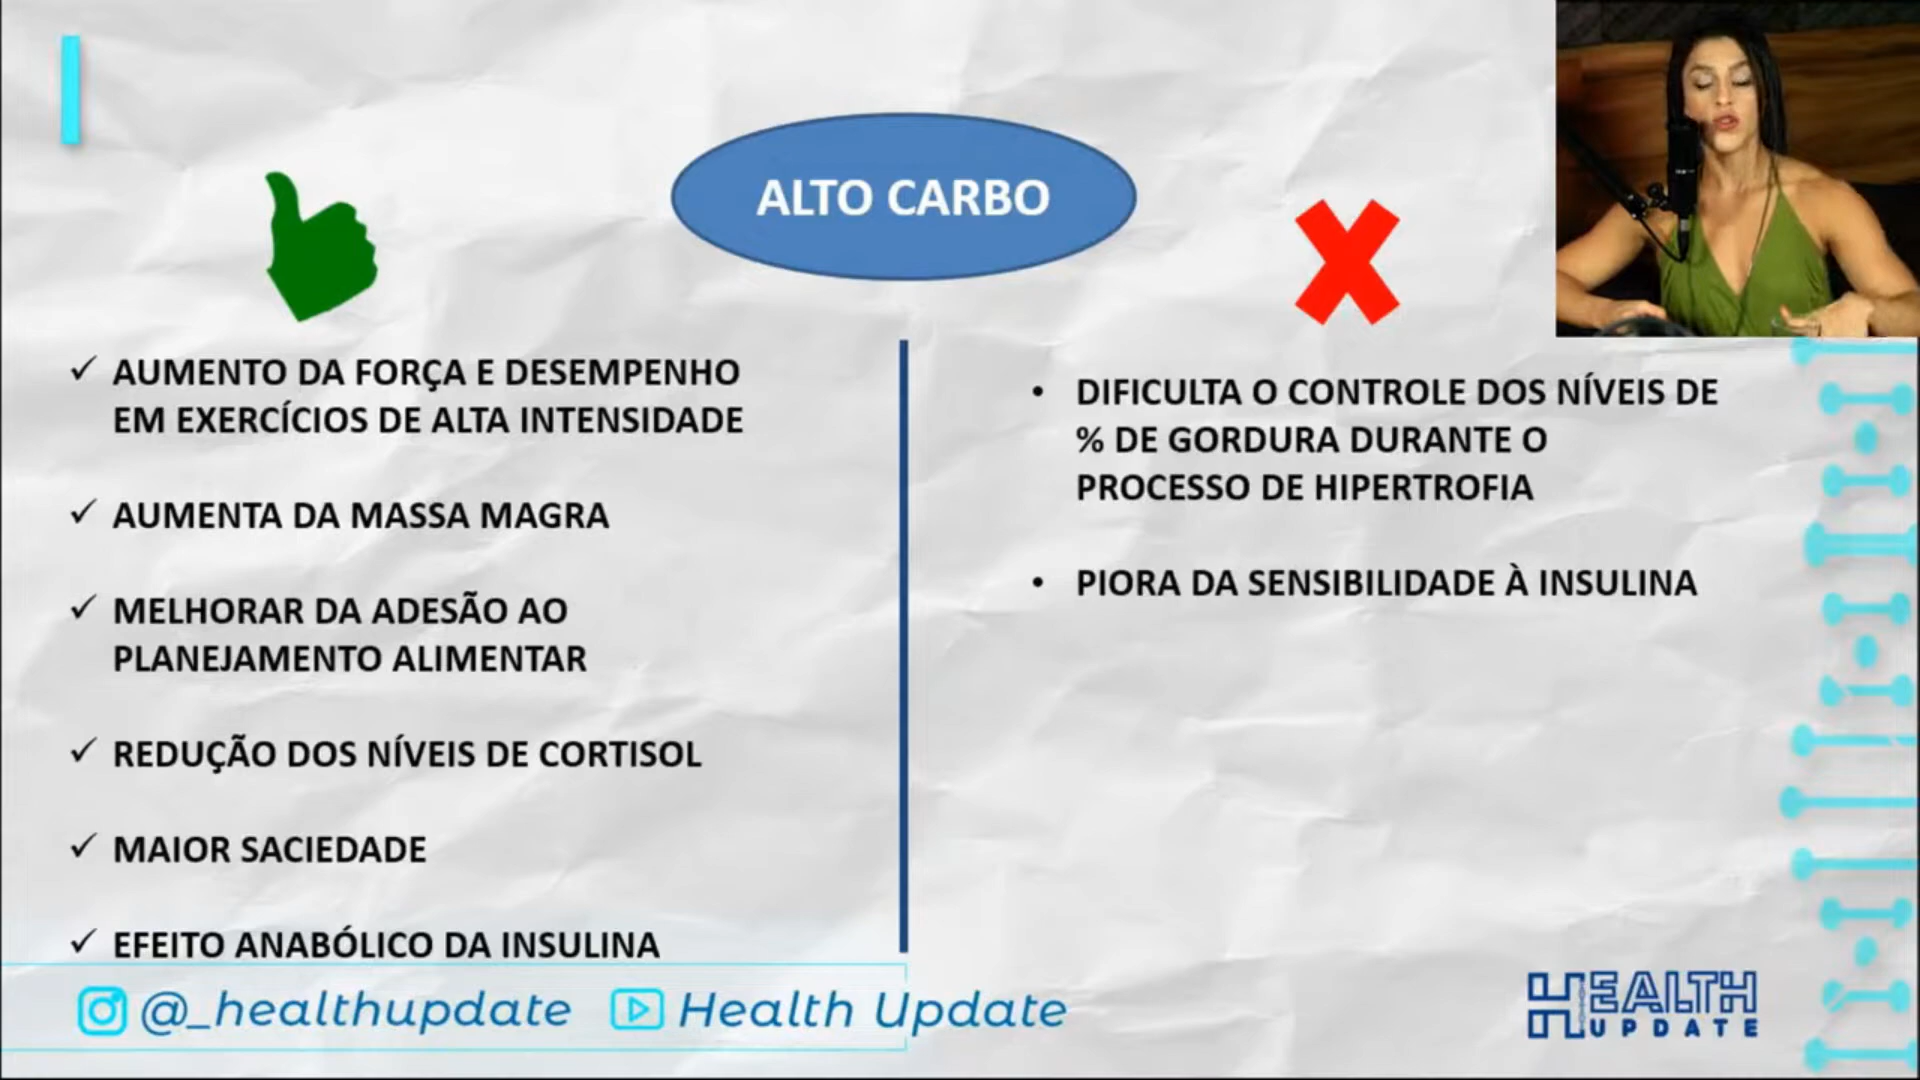 ALTO CARBO
✓ AUMENTO DA FORÇA E DESEMPENHO
EM EXERCÍCIOS DE ALTA INTENSIDADE
✓ AUMENTA DA MASSA MAGRA
✓ MELHORAR DA ADESÃO AO
PLANEJAMENTO ALIMENTAR
✓ REDUÇÃO DOS NÍVEIS DE CORTISOL
✓ MAIOR SACIEDADE
✓ EFEITO ANABÓLICO DA INSULINA
• DIFICULTA O CONTROLE DOS NÍVEIS DE
% DE GORDURA DURANTE O
PROCESSO DE HIPERTROFIA
• PIORA DA SENSIBILIDADE À INSULINA
@_healthupdate
Health Update
HEALTH
UPDATE